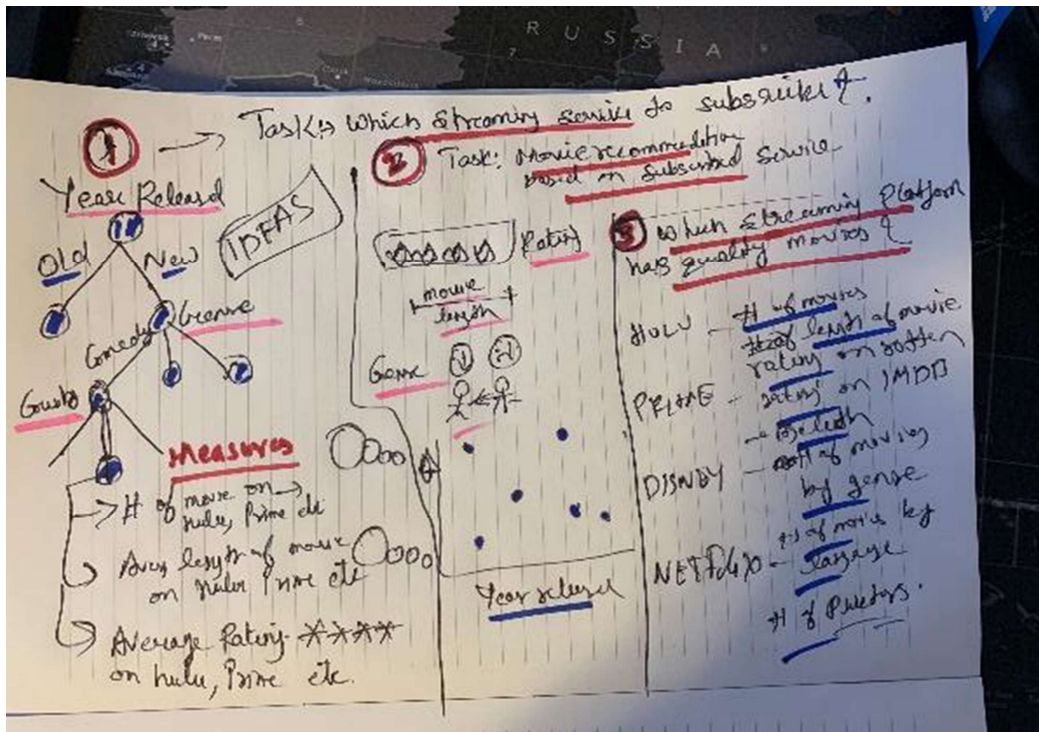 RUSSIA
1
Task: Which streaming service to subscribe?
Year Released
Old
New
IDEAS
Comedy
Genre
Measures
# of movie on
hulu, Prime etc
Aver length of movie
on hulu Prime etc
Average Rating
on hulu, Prime etc.
2
Task: Movie recommendation
based on Subscribed Service
Rating
movie
length
Genre
Year released
3
Which Streaming Platform
has quality movies?
HULU
# of movies
length of movie
rating on rotten
PRIME
rating on IMDB
DISNEY
# of movies
by genre
NETFLIX
# of movies by
language
# of